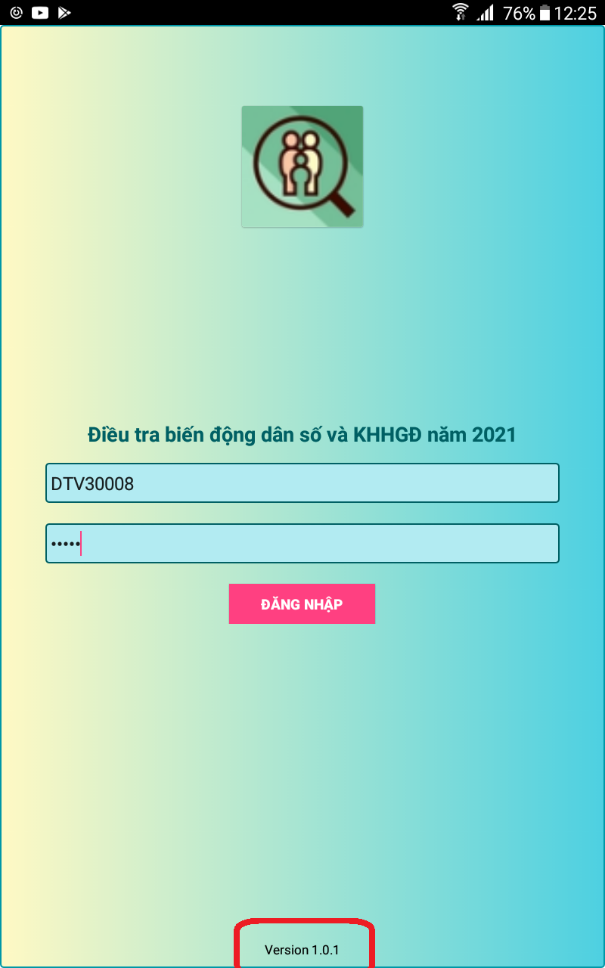 76% 12:25
Điều tra biến động dân số và KHHGĐ năm 2021
DTV30008
•••••
ĐĂNG NHẬP
Version 1.0.1